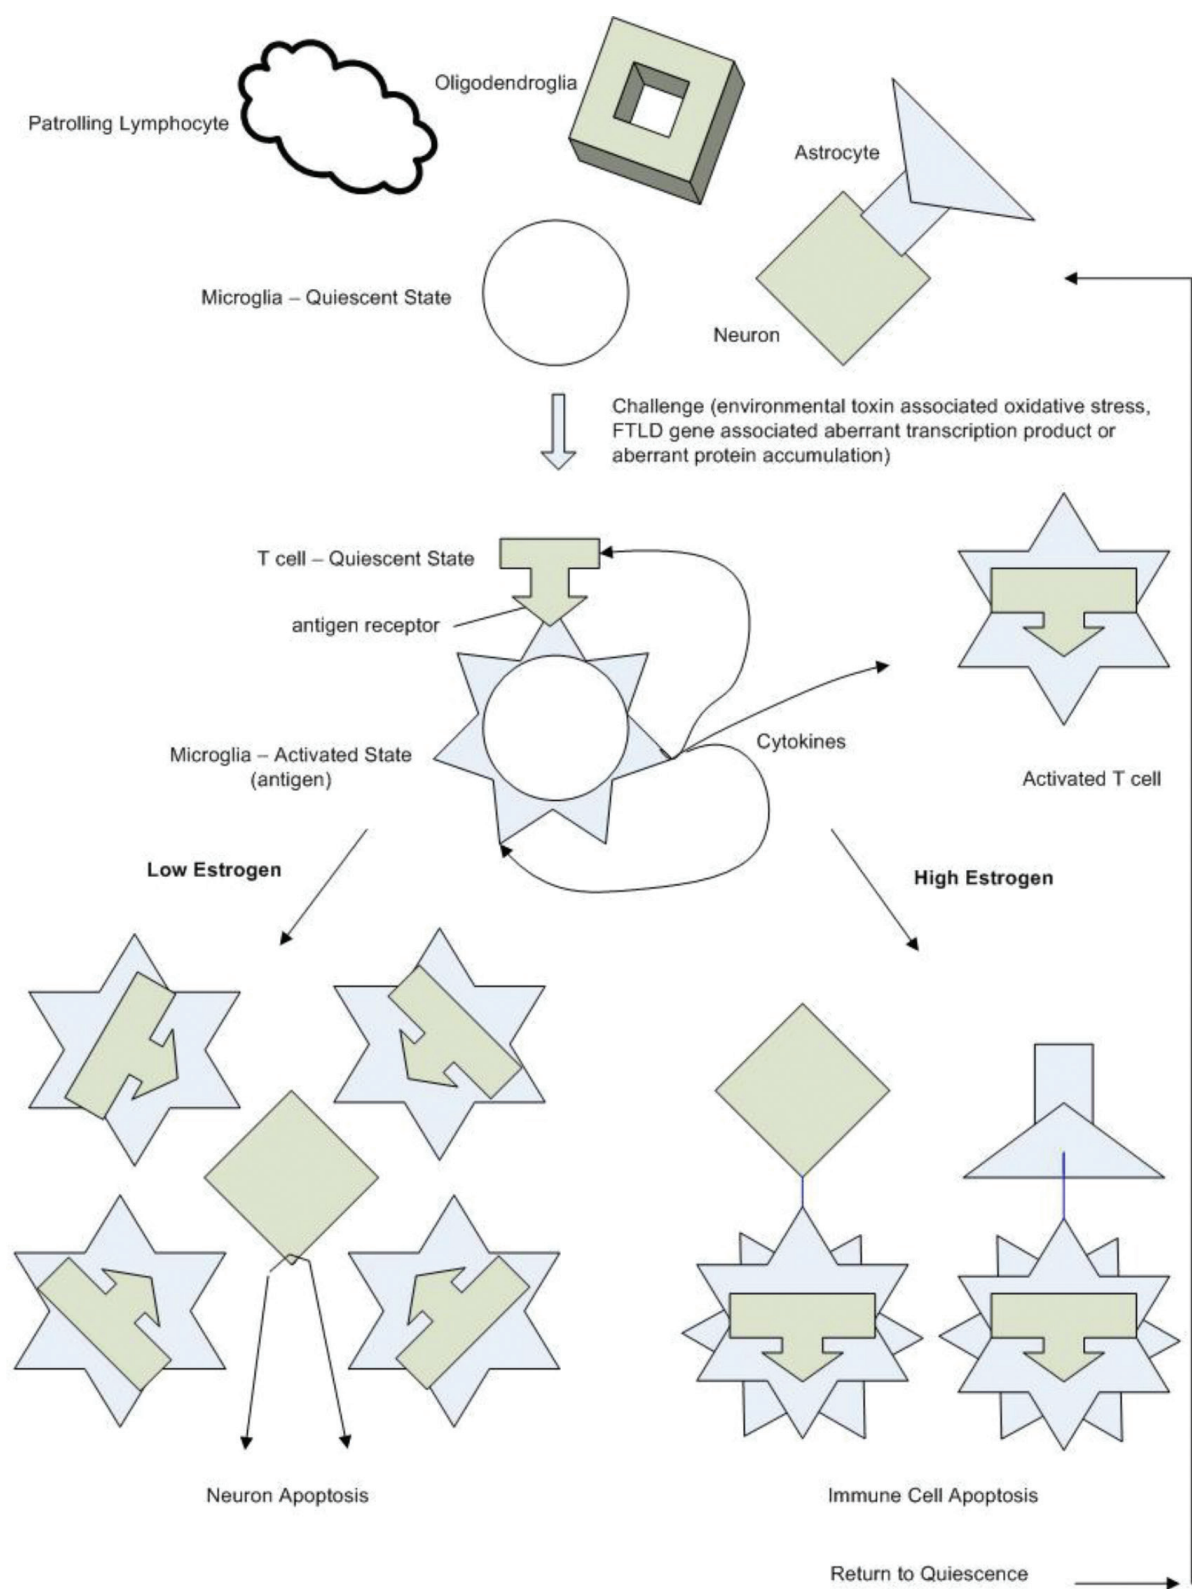 Oligodendroglia
Patrolling Lymphocyte
Astrocyte
Microglia – Quiescent State
Neuron
Challenge (environmental toxin associated oxidative stress,
FTLD gene associated aberrant transcription product or
aberrant protein accumulation)
T cell – Quiescent State
antigen receptor
Cytokines
Microglia – Activated State
(antigen)
Activated T cell
Low Estrogen
High Estrogen
Neuron Apoptosis
Immune Cell Apoptosis
Return to Quiescence